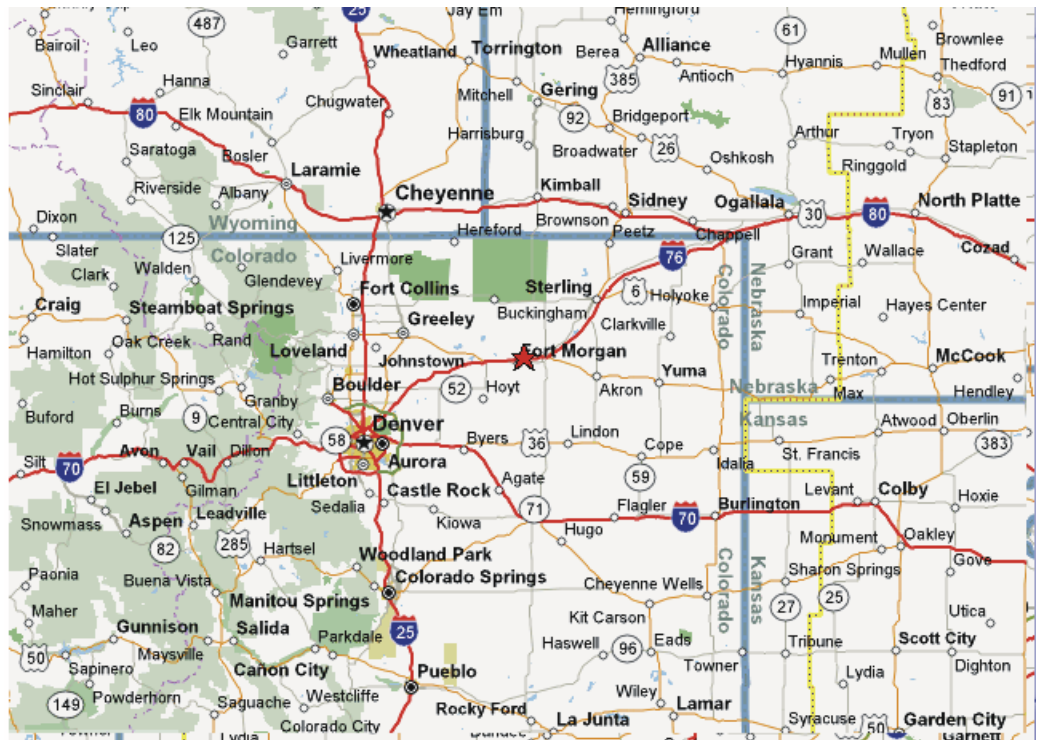 25
487
Bairoil
Leo
Garrett
Jay Em
Wheatland
Torrington
Hemingford
Berea
Alliance
385
Antioch
61
Hyannis
Mullen
Brownlee
Thedford
83
91
Sinclair
Hanna
80
Elk Mountain
Chugwater
Mitchell
Gering
92
Bridgeport
Harrisburg
Broadwater
26
Oshkosh
Arthur
Tryon
Ringgold
Stapleton
Saratoga
Bosler
Laramie
Riverside
Albany
Cheyenne
Kimball
Sidney
Brownson
Ogallala
30
80
North Platte
Dixon
Wyoming
125
Slater
Colorado
Hereford
Peetz
Chappell
76
Grant
Wallace
Cozad
Clark
Walden
Glendevey
Livermore
Fort Collins
Sterling
6
Holyoke
Colorado
Nebraska
Imperial
Hayes Center
Craig
Steamboat Springs
Buckingham
Greeley
Clarkville
Hamilton
Oak Creek
Rand
Loveland
Johnstown
Fort Morgan
Trenton
McCook
Hot Sulphur Springs
Boulder
52
Hoyt
Akron
Yuma
Nebraska
Max
Hendley
Buford
Burns
9
Granby
Central City
58
Denver
Kansas
Atwood
Oberlin
383
Silt
70
Avon
Vail
Dillon
Aurora
Byers
36
Lindon
Cope
59
Idalia
St. Francis
El Jebel
Gilman
Littleton
Castle Rock
Agate
71
Flagler
70
Burlington
Levant
Colby
Hoxie
Snowmass
Aspen
Leadville
Sedalia
Kiowa
Hugo
Monument
Oakley
82
285
Hartsel
Woodland Park
Gove
Paonia
Buena Vista
Colorado Springs
Cheyenne Wells
Colorado
Kansas
Sharon Springs
Maher
Manitou Springs
27
25
Utica
Gunnison
Salida
Parkdale
25
Kit Carson
50
Maysville
Haswell
96
Eads
Tribune
Scott City
Sapinero
Cañon City
Pueblo
Towner
Dighton
Powderhorn
149
Saguache
Westcliffe
Rocky Ford
Wiley
Lamar
Lydia
Colorado City
La Junta
Syracuse
50
Garden City
Garnett
Lydia